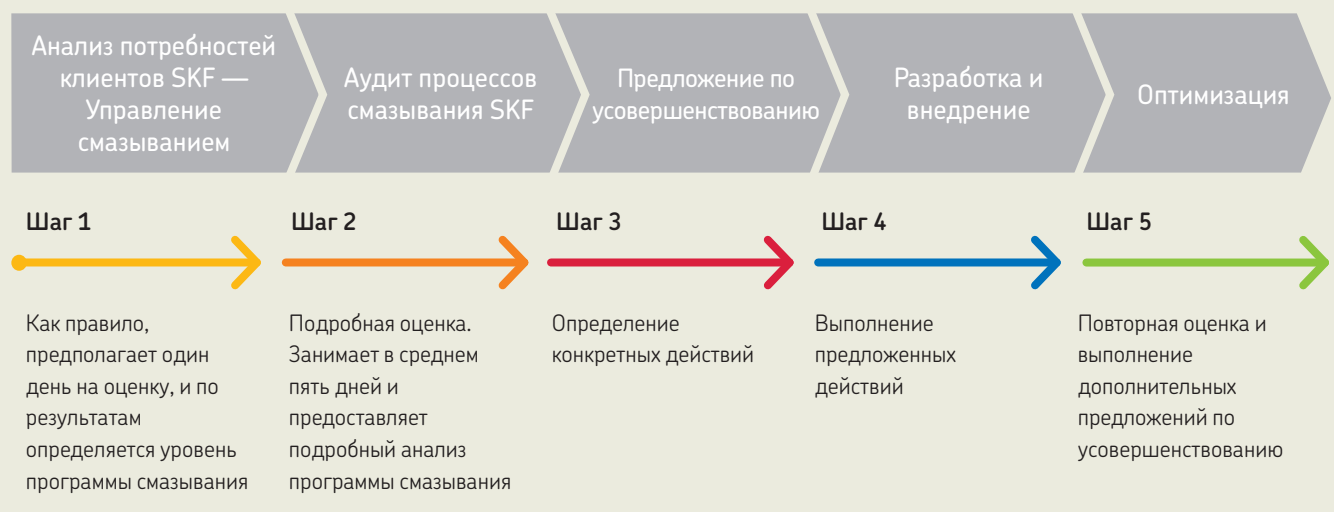 Анализ потребностей
клиентов SKF —
Управление
смазыванием
Аудит процессов
смазывания SKF
Предложение по
усовершенствованию
Разработка и
внедрение
Оптимизация
Шаг 1
Как правило,
предполагает один
день на оценку, и по
результатам
определяется уровень
программы смазывания
Шаг 2
Подробная оценка.
Занимает в среднем
пять дней и
предоставляет
подробный анализ
программы смазывания
Шаг 3
Определение
конкретных действий
Шаг 4
Выполнение
предложенных
действий
Шаг 5
Повторная оценка и
выполнение
дополнительных
предложений по
усовершенствованию